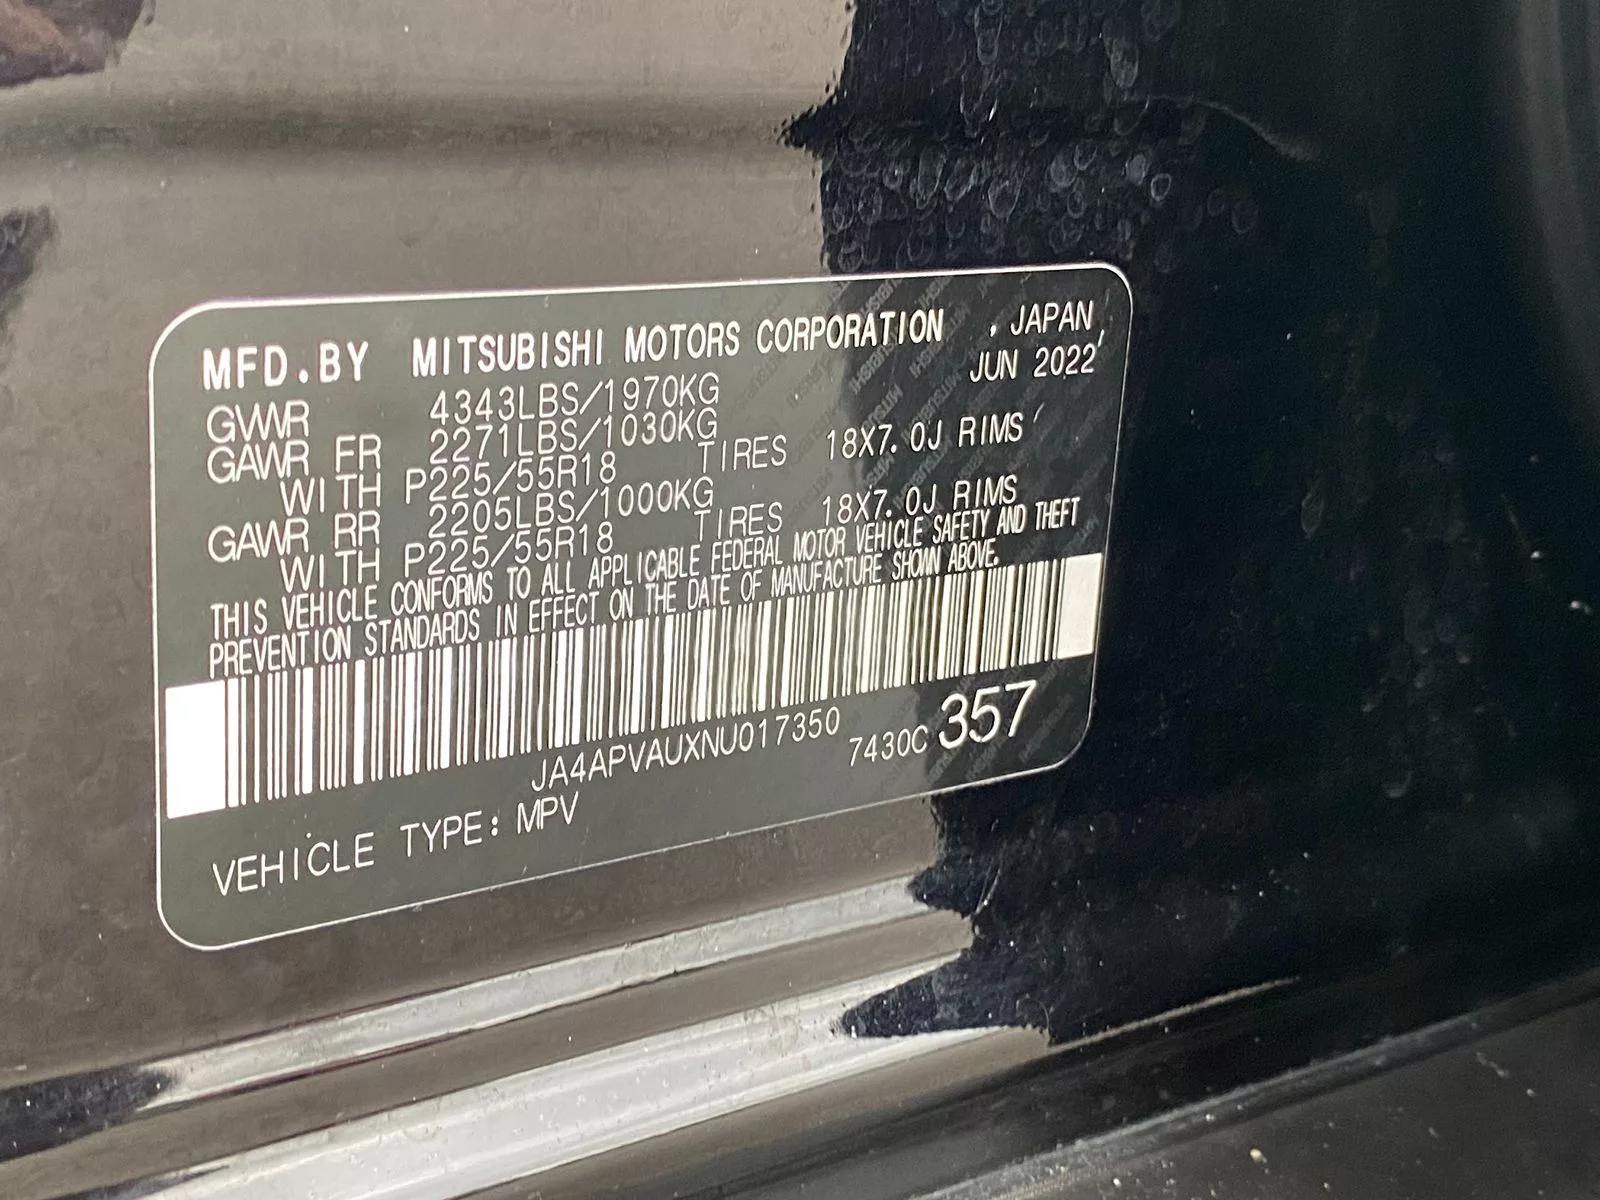 MFD.BY MITSUBISHI MOTORS CORPORATION , JAPAN
JUN 2022
GVWR 4343LBS/1970KG
GAWR FR 2271LBS/1030KG
WITH P225/55R18 TIRES 18X7.0J RIMS
GAWR RR 2205LBS/1000KG
WITH P225/55R18 TIRES 18X7.0J RIMS
THIS VEHICLE CONFORMS TO ALL APPLICABLE FEDERAL MOTOR VEHICLE SAFETY AND THEFT
PREVENTION STANDARDS IN EFFECT ON THE DATE OF MANUFACTURE SHOWN ABOVE.
JA4APVAUXNU017350 7430C 357
VEHICLE TYPE: MPV